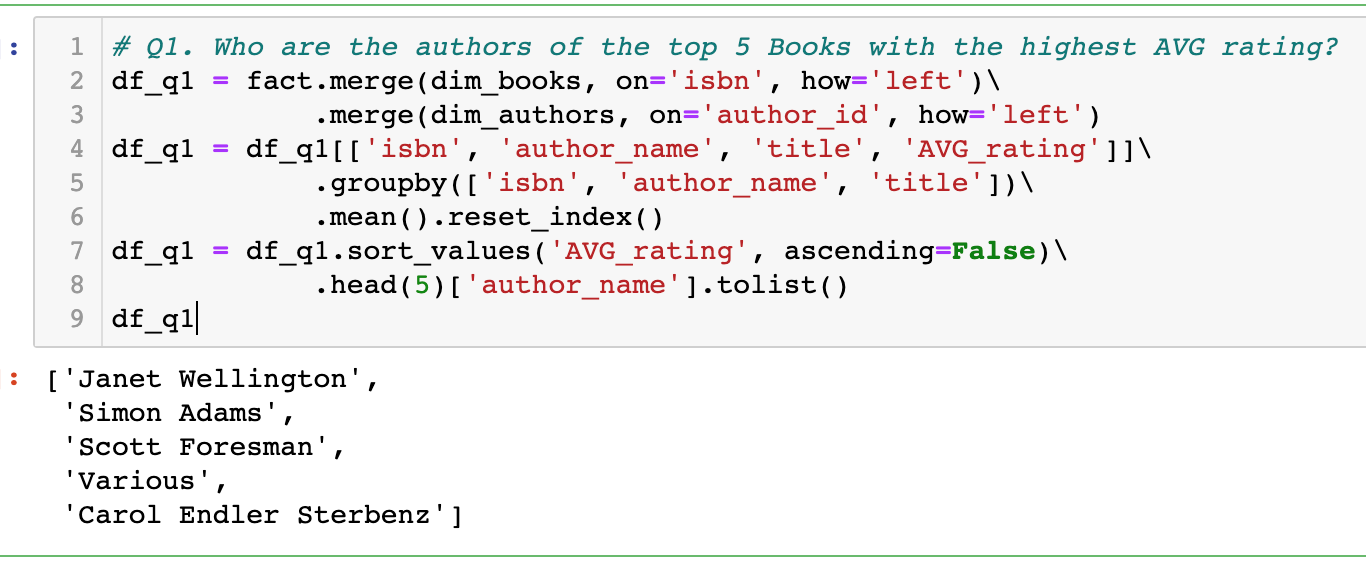 :
1 # Q1. Who are the authors of the top 5 Books with the highest AVG rating?
2 df_q1 = fact.merge(dim_books, on='isbn', how='left')\
3             .merge(dim_authors, on='author_id', how='left')
4 df_q1 = df_q1[['isbn', 'author_name', 'title', 'AVG_rating']]\
5             .groupby(['isbn', 'author_name', 'title'])\
6             .mean().reset_index()
7 df_q1 = df_q1.sort_values('AVG_rating', ascending=False)\
8             .head(5)['author_name'].tolist()
9 df_q1
: ['Janet Wellington',
 'Simon Adams',
 'Scott Foresman',
 'Various',
 'Carol Endler Sterbenz']